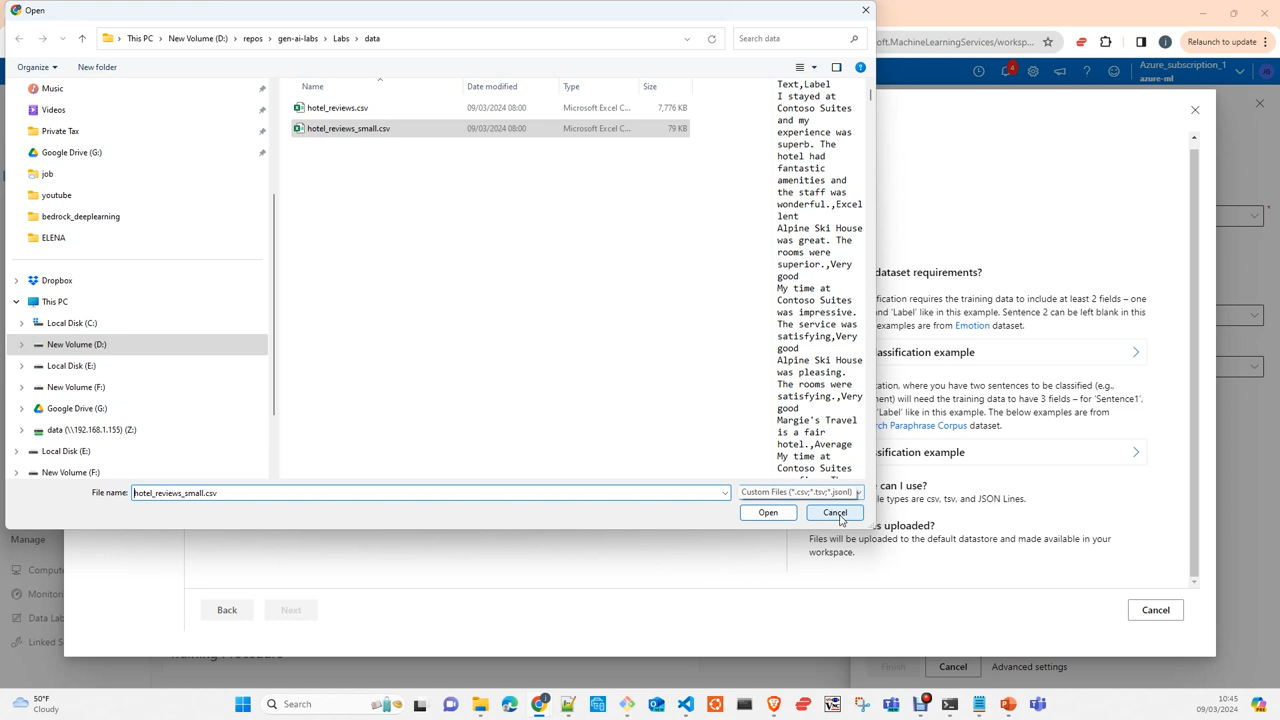 Open
This PC
New Volume (D:)
repos
gen-ai-labs
Labs
data
Search data
oft.MachineLearningServices/worksp...
Relaunch to update
Organize
New folder
4
Azure_subscription_1
azure-ml
Name
Date modified
Type
Size
hotel_reviews.csv
09/03/2024 08:00
Microsoft Excel C...
7,776 KB
hotel_reviews_small.csv
09/03/2024 08:00
Microsoft Excel C...
79 KB
Music
Videos
Private Tax
Google Drive (G:)
job
youtube
bedrock_deeplearning
ELENA
Dropbox
This PC
Local Disk (C:)
New Volume (D:)
Local Disk (E:)
New Volume (F:)
Google Drive (G:)
data (\\192.168.1.155) (Z:)
Local Disk (E:)
New Volume (F:)
Text,Label
I stayed at
Contoso Suites
and my
experience was
superb. The
hotel had
fantastic
amenities and
the staff was
wonderful.,Excel
lent
Alpine Ski House
was great. The
rooms were
superior.,Very
good
My time at
Contoso Suites
was impressive.
The service was
satisfying,Very
good
Alpine Ski House
was pleasing.
The rooms were
satisfying.,Very
good
Margie's Travel
is a fair
hotel.,Average
My time at
Contoso Suites
File name:
hotel_reviews_small.csv
Custom Files (*.csv;*.tsv;*.jsonl)
Open
Cancel
dataset requirements?
ification requires the training data to include at least 2 fields – one
and 'Label' like in this example. Sentence 2 can be left blank in this
examples are from Emotion dataset.
lassification example
ation, where you have two sentences to be classified (e.g.,
ment) will need the training data to have 3 fields – for 'Sentence1',
'Label' like in this example. The below examples are from
rch Paraphrase Corpus dataset.
ssification example
e can I use?
le types are csv, tsv, and JSON Lines.
s uploaded?
Files will be uploaded to the default datastore and made available in your
workspace.
Manage
Compute
Monitori
Data Lab
Linked S
Back
Next
Cancel
Training Procedure
Finish
Cancel
Advanced settings
50°F
Cloudy
Search
10:45
09/03/2024